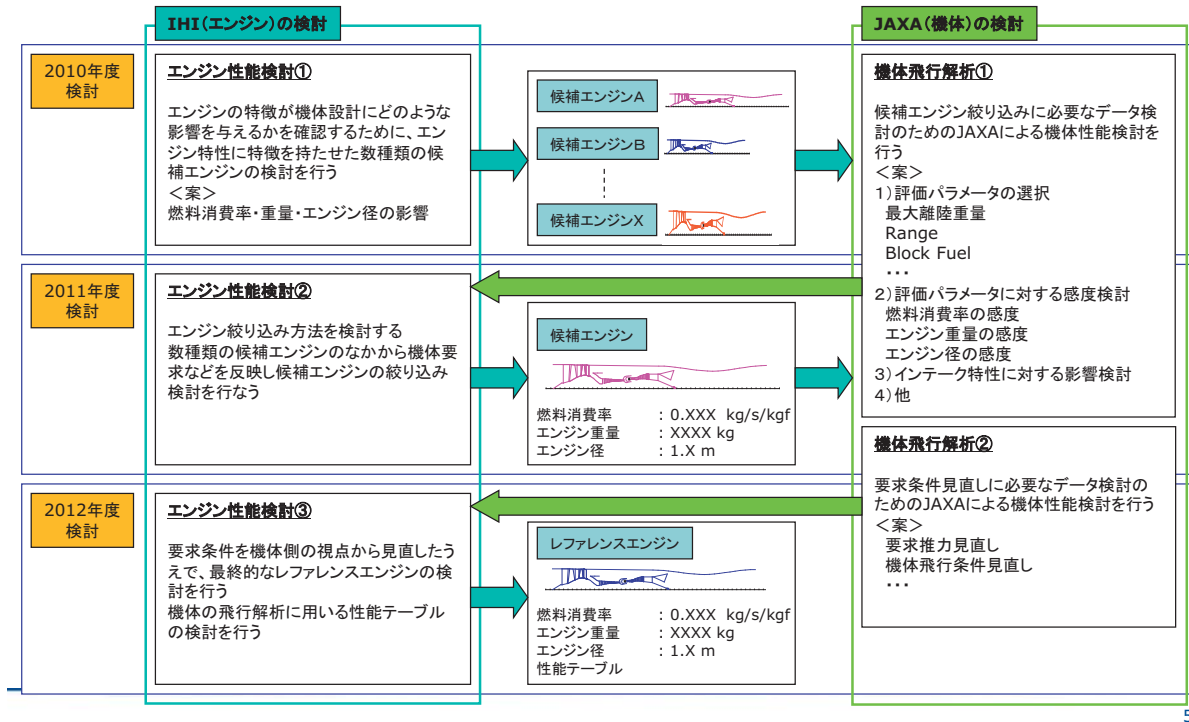 IHI(エンジン)の検討
JAXA(機体)の検討
2010年度
検討
エンジン性能検討①
エンジンの特徴が機体設計にどのような
影響を与えるかを確認するために、エン
ジン特性に特徴を持たせた数種類の候
補エンジンの検討を行う
<案>
燃料消費率・重量・エンジン径の影響
候補エンジンA
候補エンジンB
候補エンジンX
機体飛行解析①
候補エンジン絞り込みに必要なデータ検
討のためのJAXAによる機体性能検討を
行う
<案>
1)評価パラメータの選択
最大離陸重量
Range
Block Fuel
・・・
2)評価パラメータに対する感度検討
燃料消費率の感度
エンジン重量の感度
エンジン径の感度
3)インテーク特性に対する影響検討
4)他
2011年度
検討
エンジン性能検討②
エンジン絞り込み方法を検討する
数種類の候補エンジンのなかから機体要
求などを反映し候補エンジンの絞り込み
検討を行なう
候補エンジン
燃料消費率 : 0.XXX kg/s/kgf
エンジン重量 : XXXX kg
エンジン径 : 1.X m
機体飛行解析②
要求条件見直しに必要なデータ検討の
ためのJAXAによる機体性能検討を行う
<案>
要求推力見直し
機体飛行条件見直し
・・・
2012年度
検討
エンジン性能検討③
要求条件を機体側の視点から見直したう
えで、最終的なレファレンスエンジンの検
討を行う
機体の飛行解析に用いる性能テーブル
の検討を行う
レファレンスエンジン
燃料消費率 : 0.XXX kg/s/kgf
エンジン重量 : XXXX kg
エンジン径 : 1.X m
性能テーブル